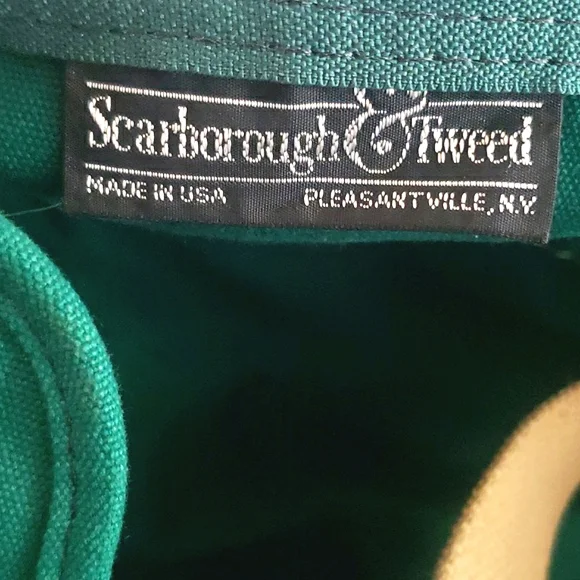 Scarborough & Tweed
MADE IN USA PLEASANTVILLE, N.Y.